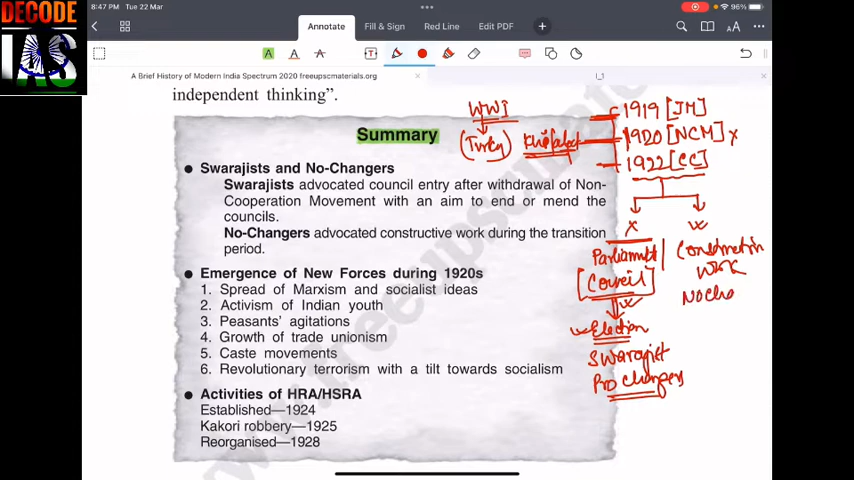 8:47 PM Tue 22 Mar
96%
DECODE
IAS
Annotate Fill & Sign Red Line Edit PDF
A Brief History of Modern India Spectrum 2020 freeupscmaterials.org
I_1
independent thinking”.
Summary
Swarajists and No-Changers
Swarajists advocated council entry after withdrawal of Non-
Cooperation Movement with an aim to end or mend the
councils.
No-Changers advocated constructive work during the transition
period.
Emergence of New Forces during 1920s
1. Spread of Marxism and socialist ideas
2. Activism of Indian youth
3. Peasants’ agitations
4. Growth of trade unionism
5. Caste movements
6. Revolutionary terrorism with a tilt towards socialism
Activities of HRA/HSRA
Established—1924
Kakori robbery—1925
Reorganised—1928
WWI
(Turky)
1919 [JM]
1920 [NCM] x
1922 [CC]
x
[Council]
Election
Swarajist
Pro changers
work